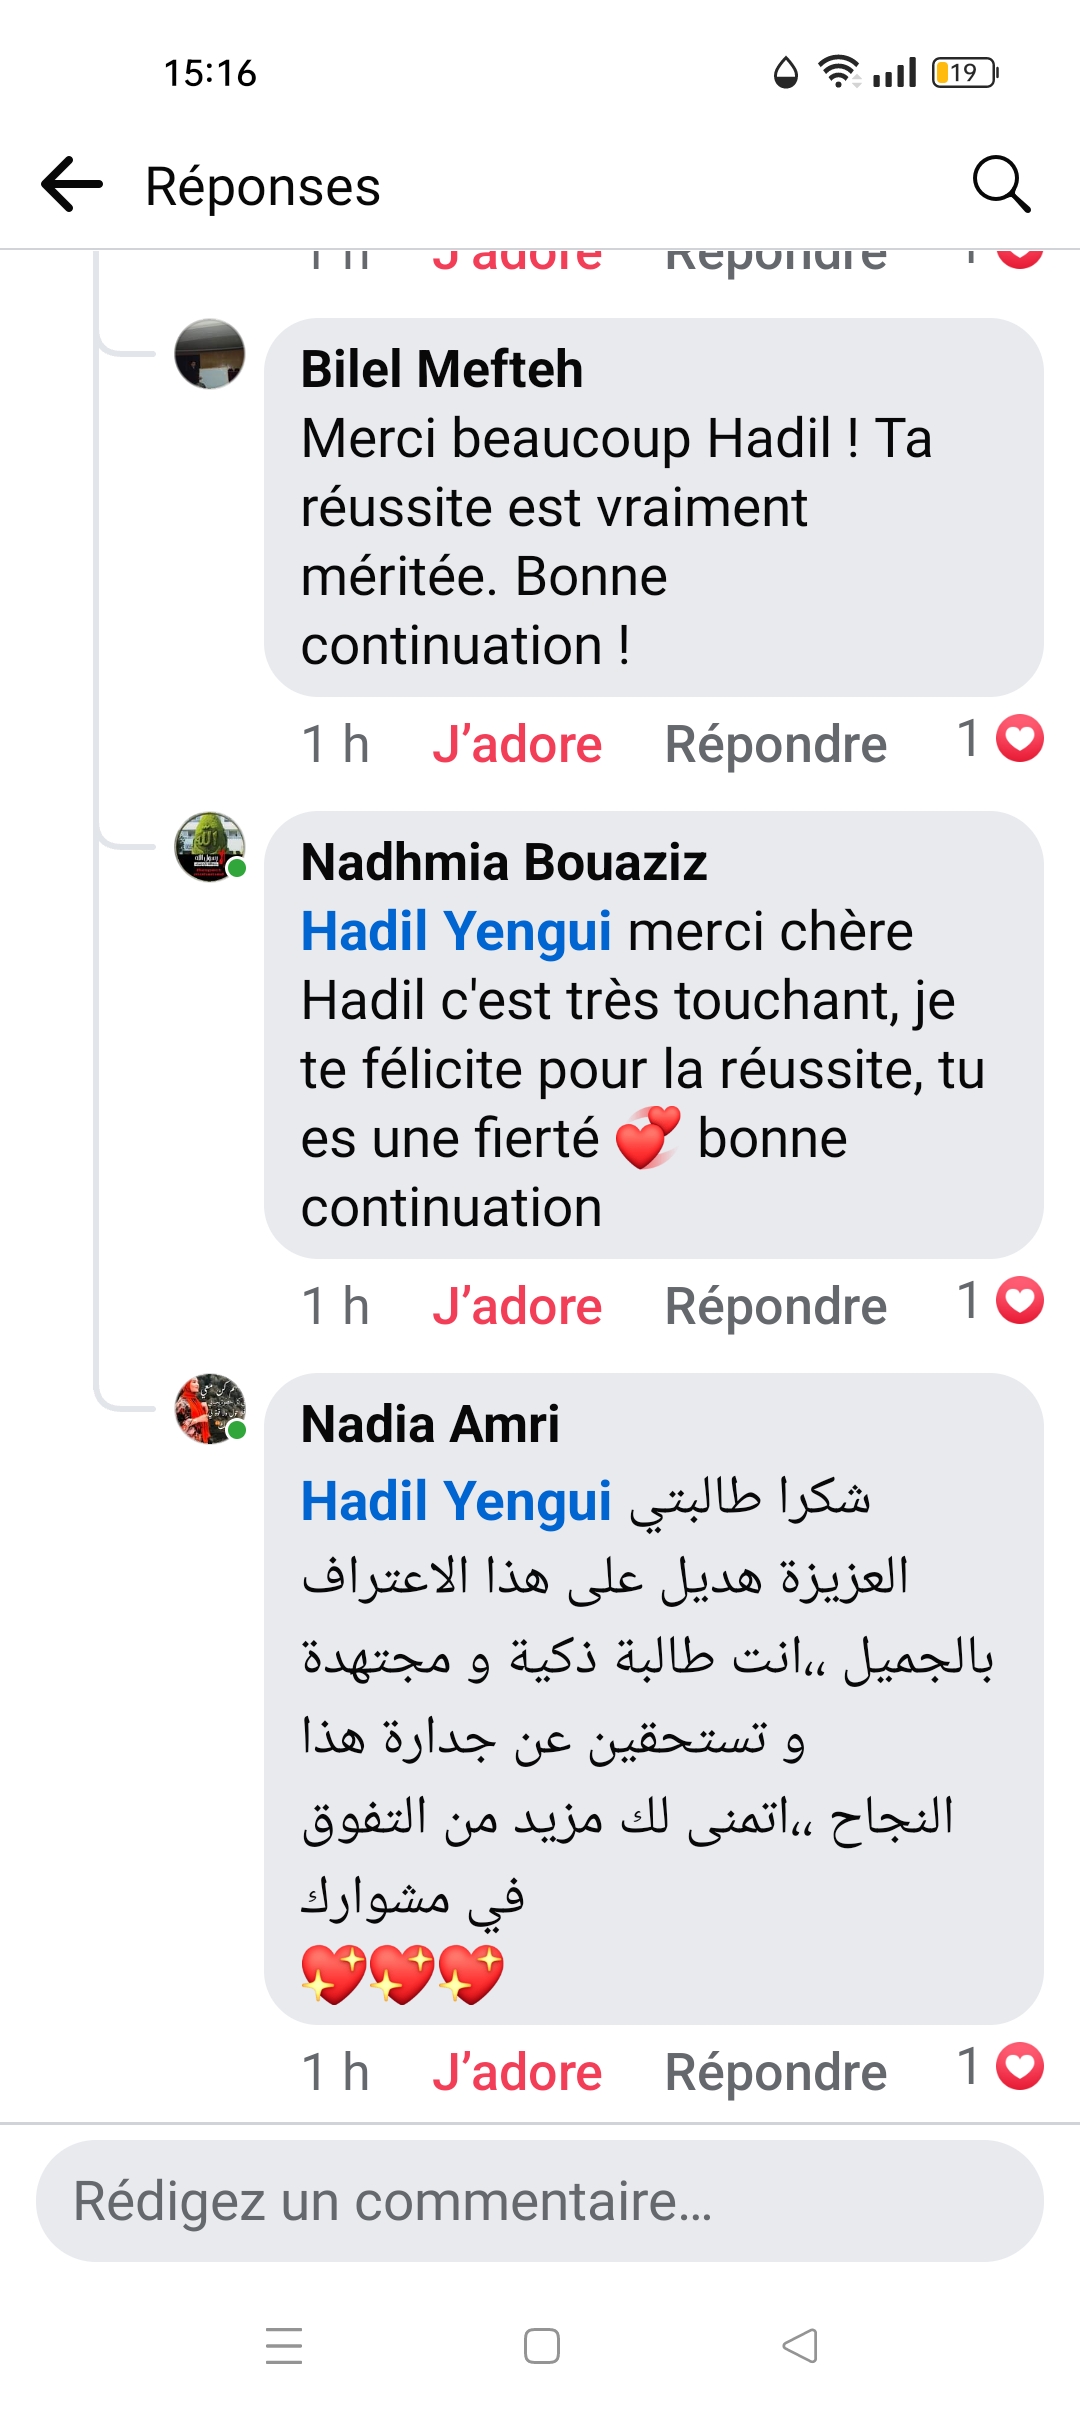 15:16
19
Réponses
1 h J'adore Répondre 1
Bilel Mefteh
Merci beaucoup Hadil ! Ta
réussite est vraiment
méritée. Bonne
continuation !
1 h J’adore Répondre 1
Nadhmia Bouaziz
Hadil Yengui merci chère
Hadil c'est très touchant, je
te félicite pour la réussite, tu
es une fierté 💞 bonne
continuation
1 h J’adore Répondre 1
Nadia Amri
Hadil Yengui شكرا طالبتي
العزيزة هديل على هذا الاعتراف
بالجميل ،،انت طالبة ذكية و مجتهدة
و تستحقين عن جدارة هذا
النجاح ،،اتمنى لك مزيد من التفوق
في مشوارك
💖💖💖
1 h J’adore Répondre 1
Rédigez un commentaire…